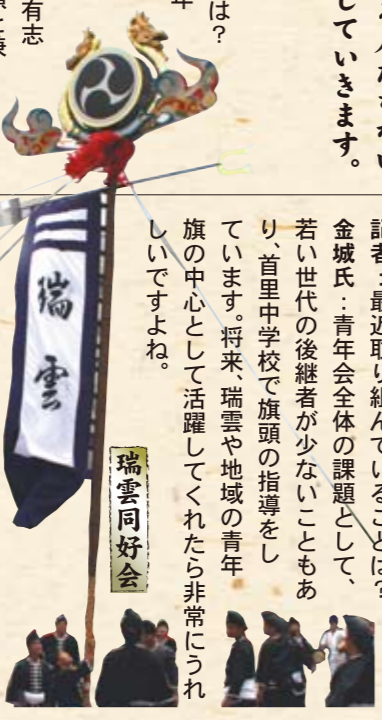 していきます。
は？
年
有志
記者：最近取り組んでいることは？
金城氏：青年会全体の課題として、
若い世代の後継者が少ないこともあ
り、首里中学校で旗頭の指導をし
ています。将来、瑞雲や地域の青年
旗の中心として活躍してくれたら非常にうれ
しいですよね。
瑞雲
瑞雲同好会